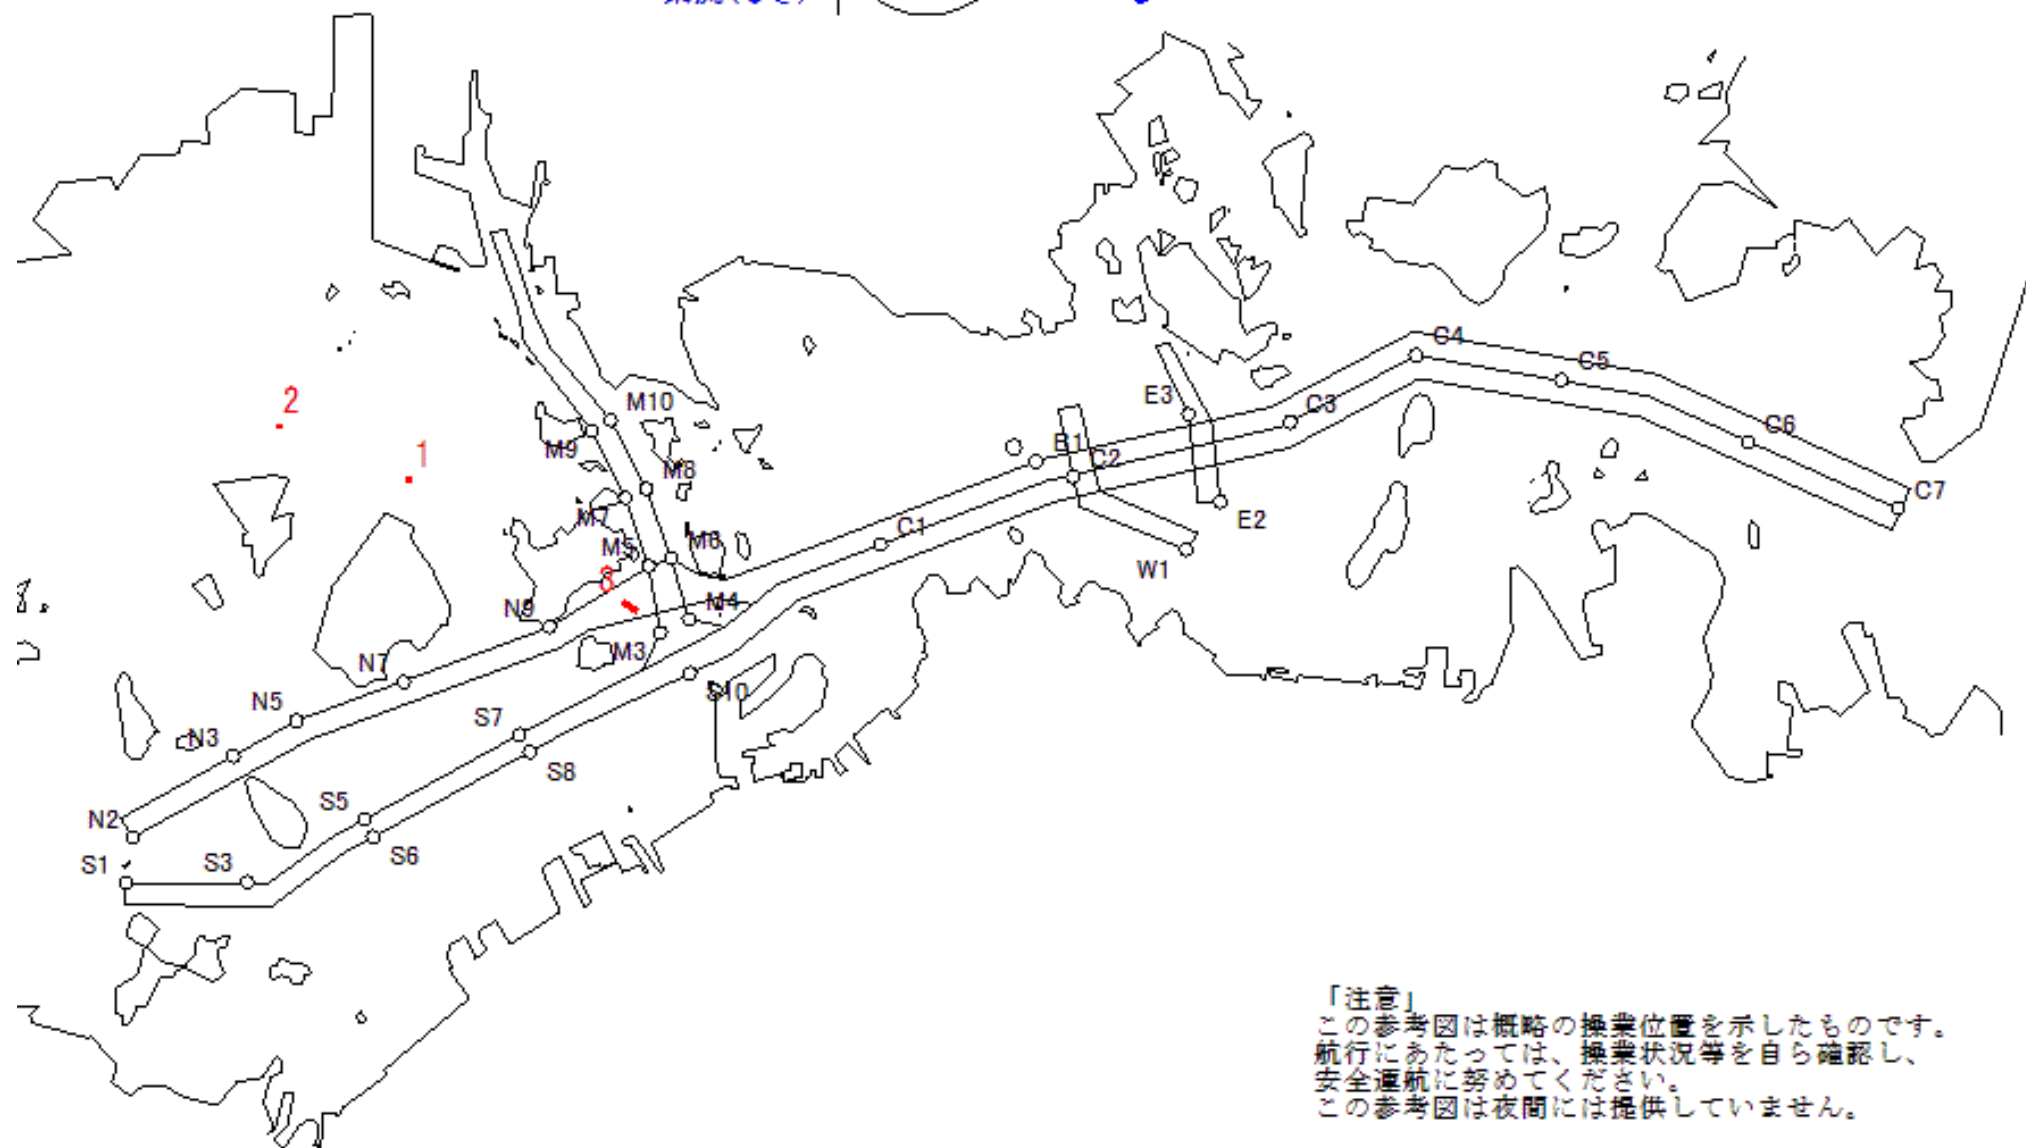 C4
C5
2
E3
M10
C3
C6
M9
B1
1
C2
M8
C7
M7
E2
C1
M5
M6
W1
3
N9
M4
M3
N7
S10
N5
S7
N3
S8
S5
N2
S6
S1
S3
「注意」
この参考図は概略の操業位置を示したものです。
航行にあたっては、操業状況等を自ら確認し、
安全運航に努めてください。
この参考図は夜間には提供していません。